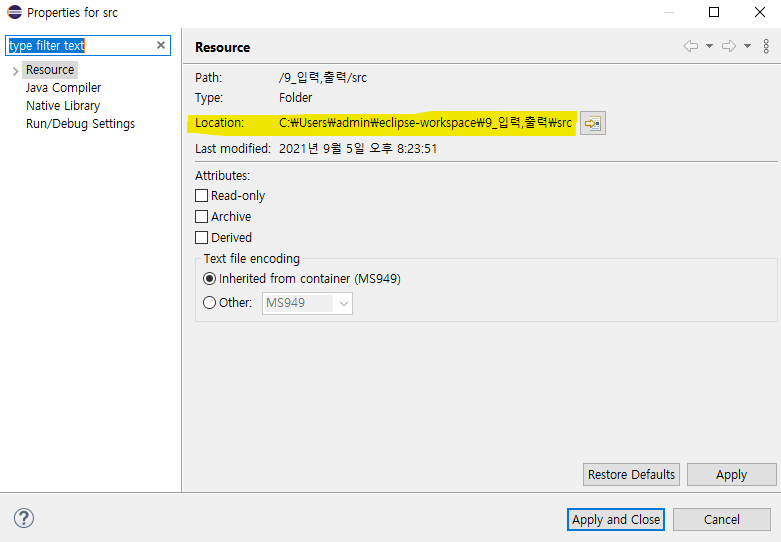 Properties for src
type filter text
Resource
Java Compiler
Native Library
Run/Debug Settings
Resource
Path: /9_입력,출력/src
Type: Folder
Location: C:₩Users₩admin₩eclipse-workspace₩9_입력,출력₩src
Last modified: 2021년 9월 5일 오후 8:23:51
Attributes:
Read-only
Archive
Derived
Text file encoding
Inherited from container (MS949)
Other: MS949
Restore Defaults Apply
Apply and Close Cancel